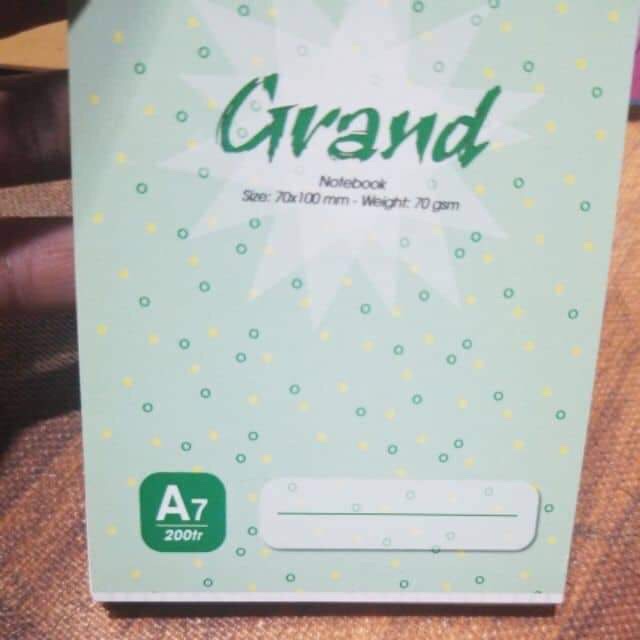 Grand
Notebook
Size: 70x100 mm - Weight: 70 gsm
A7
200tr